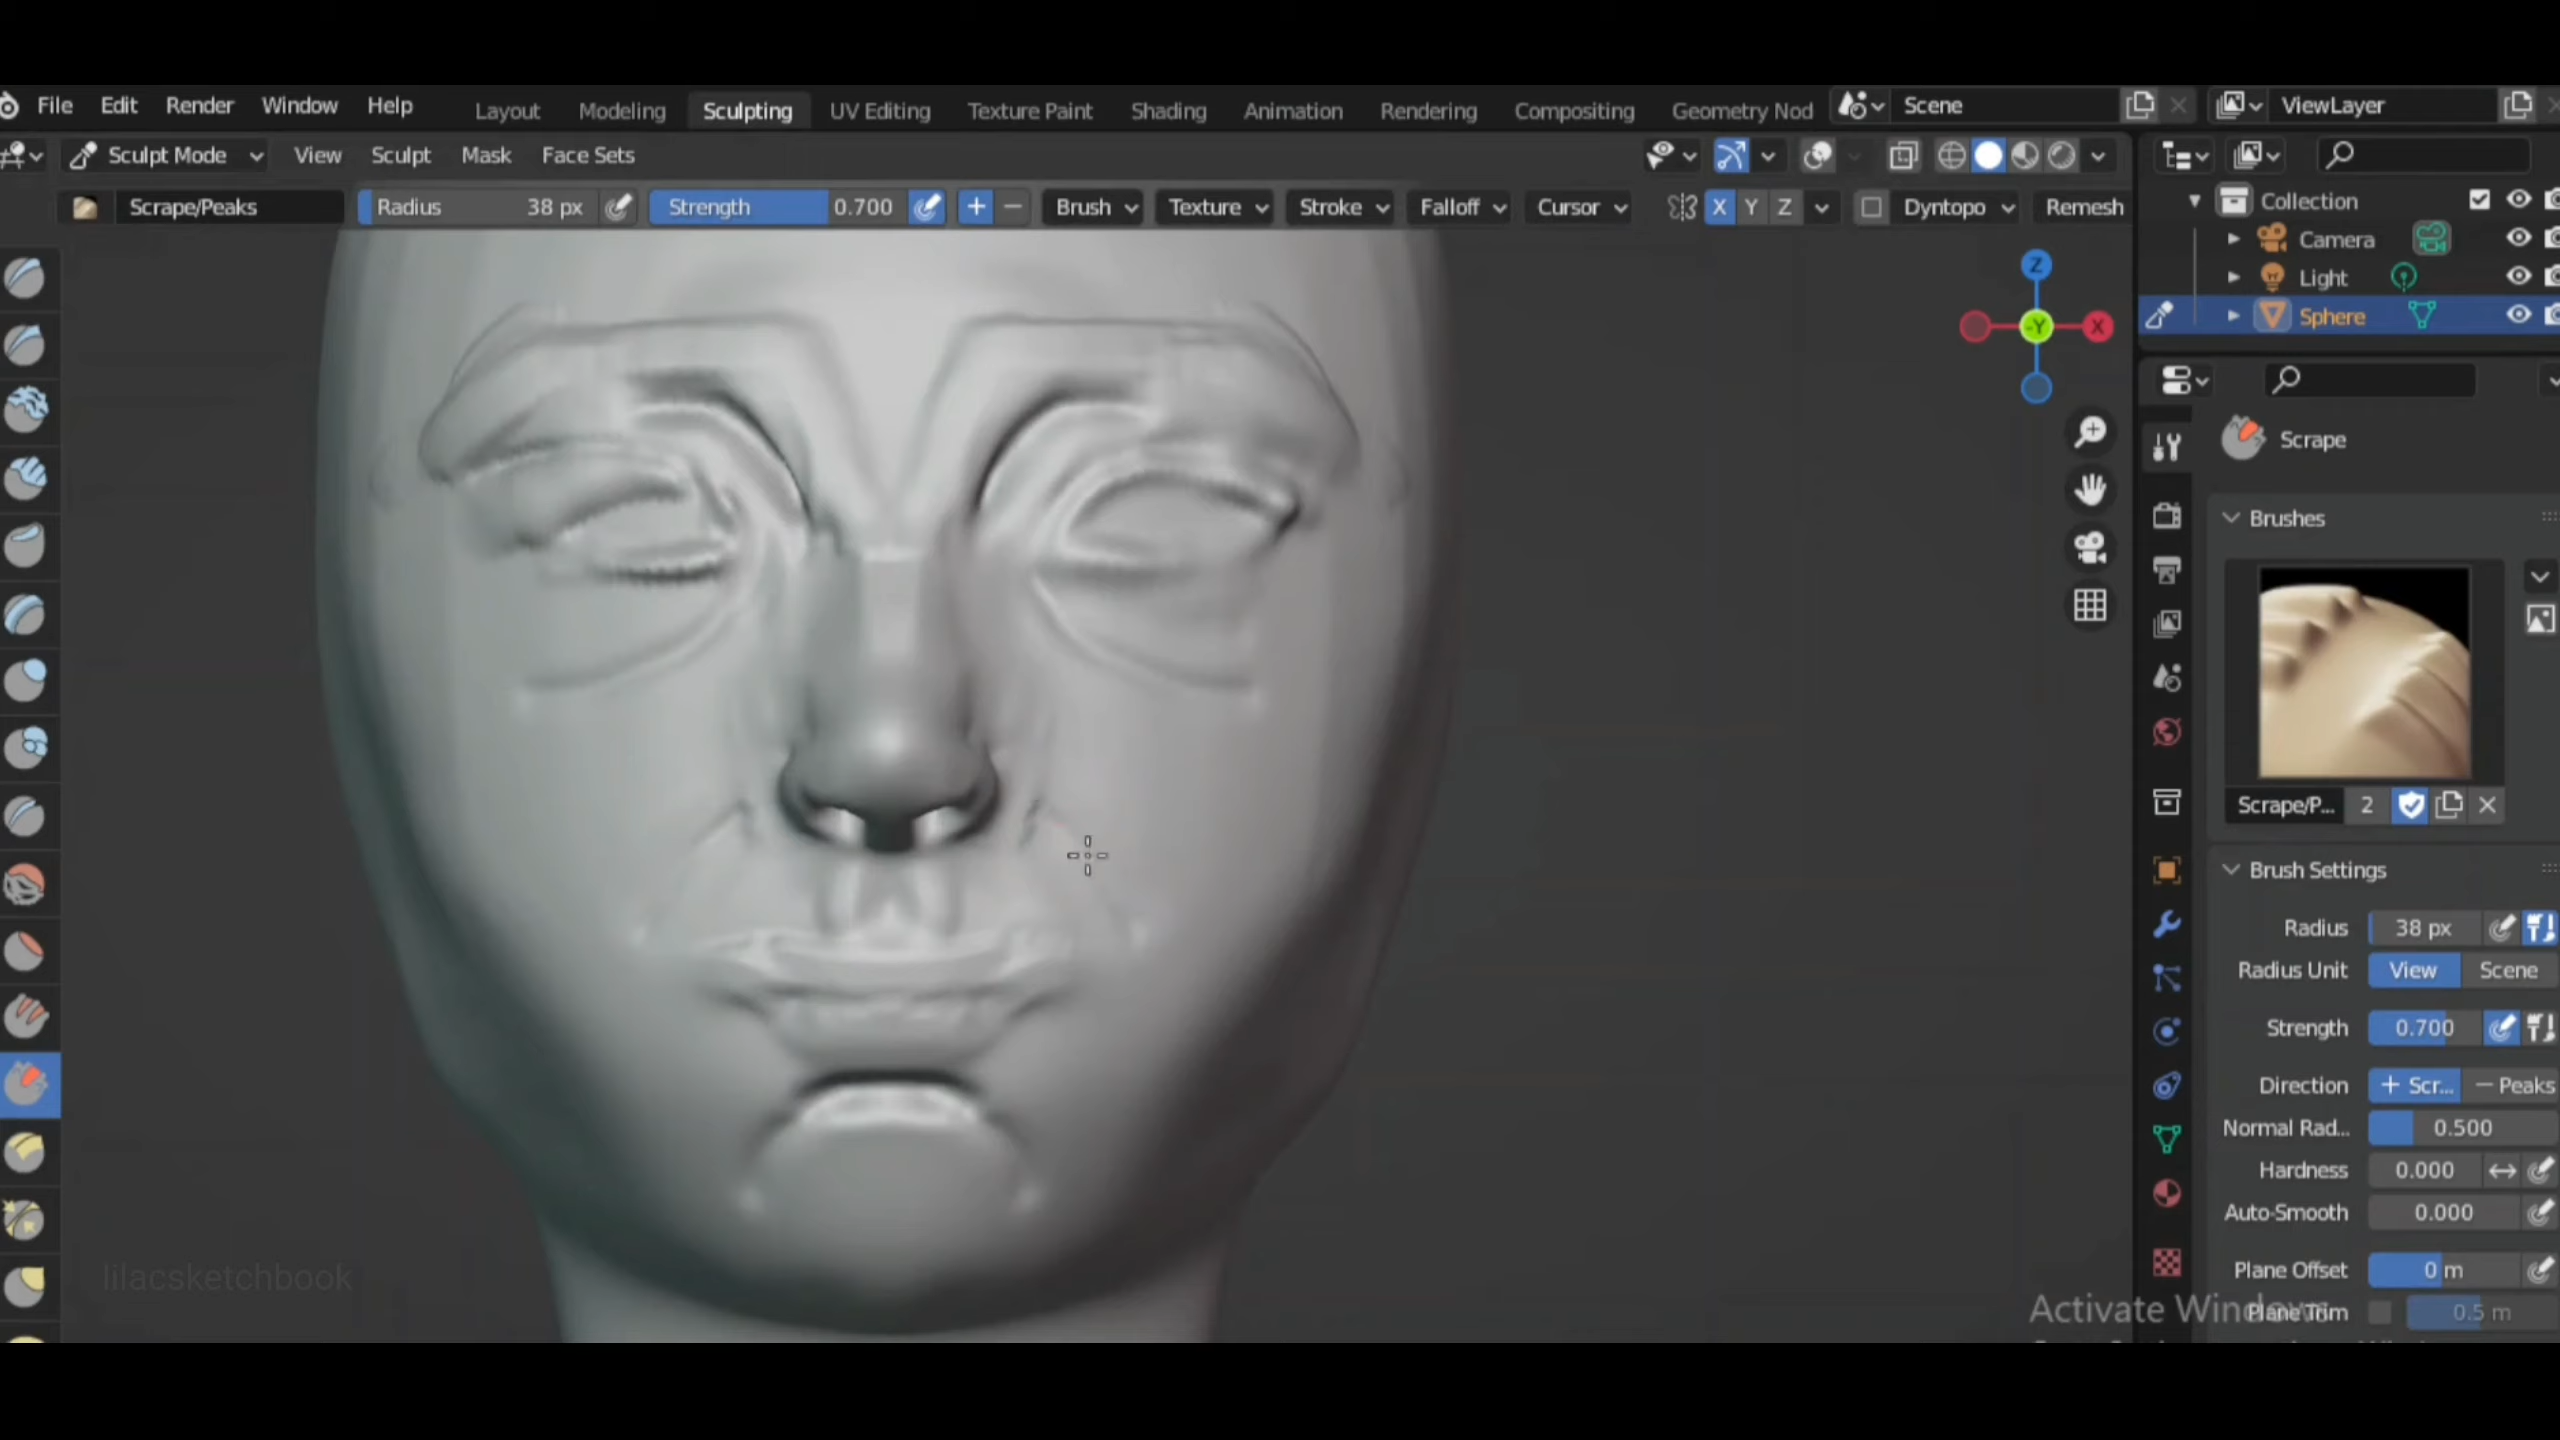 File Edit Render Window Help Layout Modeling Sculpting UV Editing Texture Paint Shading Animation Rendering Compositing Geometry Nod Scene ViewLayer
Sculpt Mode View Sculpt Mask Face Sets
Scrape/Peaks Radius 38 px Strength 0.700 + − Brush Texture Stroke Falloff Cursor X Y Z Dyntopo Remesh
Collection
Camera
Light
Sphere
Z
-Y X
Scrape
Brushes
Scrape/P... 2
Brush Settings
Radius 38 px
Radius Unit View Scene
Strength 0.700
Direction + Scr... − Peaks
Normal Rad... 0.500
Hardness 0.000
Auto-Smooth 0.000
Plane Offset 0 m
Plane Trim 0.5 m
Activate Windows
lilacsketchbook